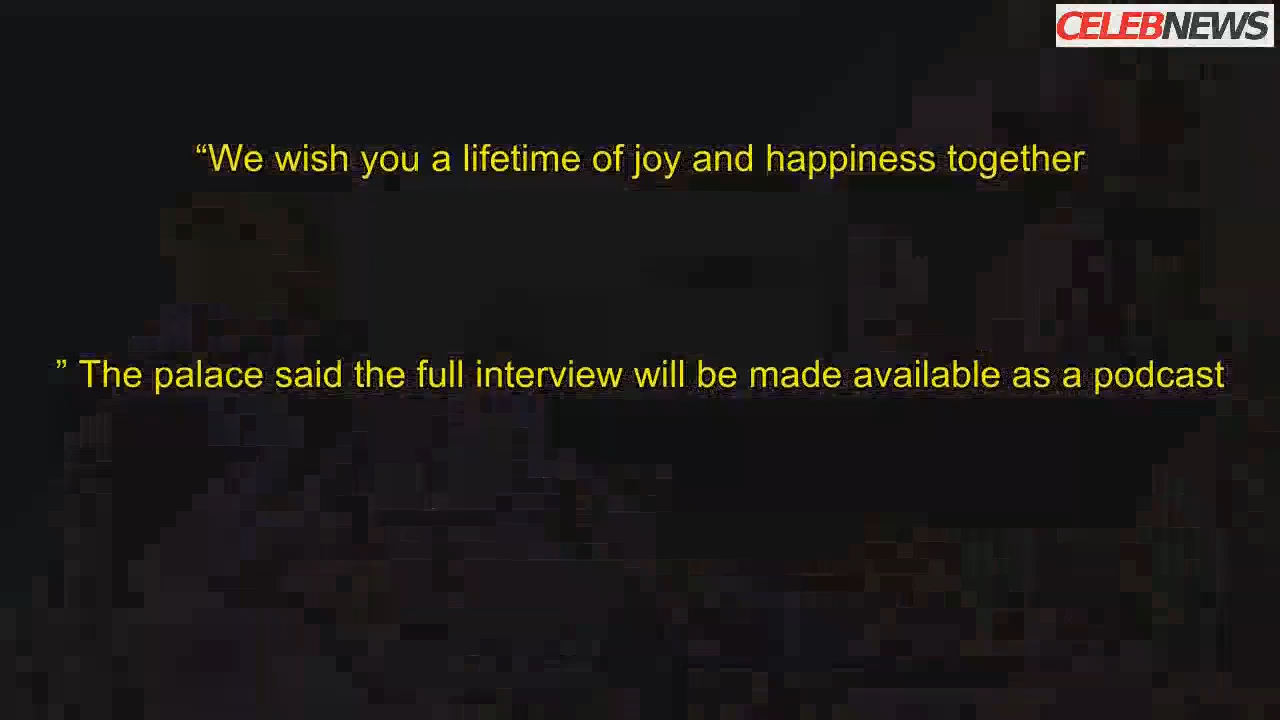 CELEBNEWS
“We wish you a lifetime of joy and happiness together
” The palace said the full interview will be made available as a podcast